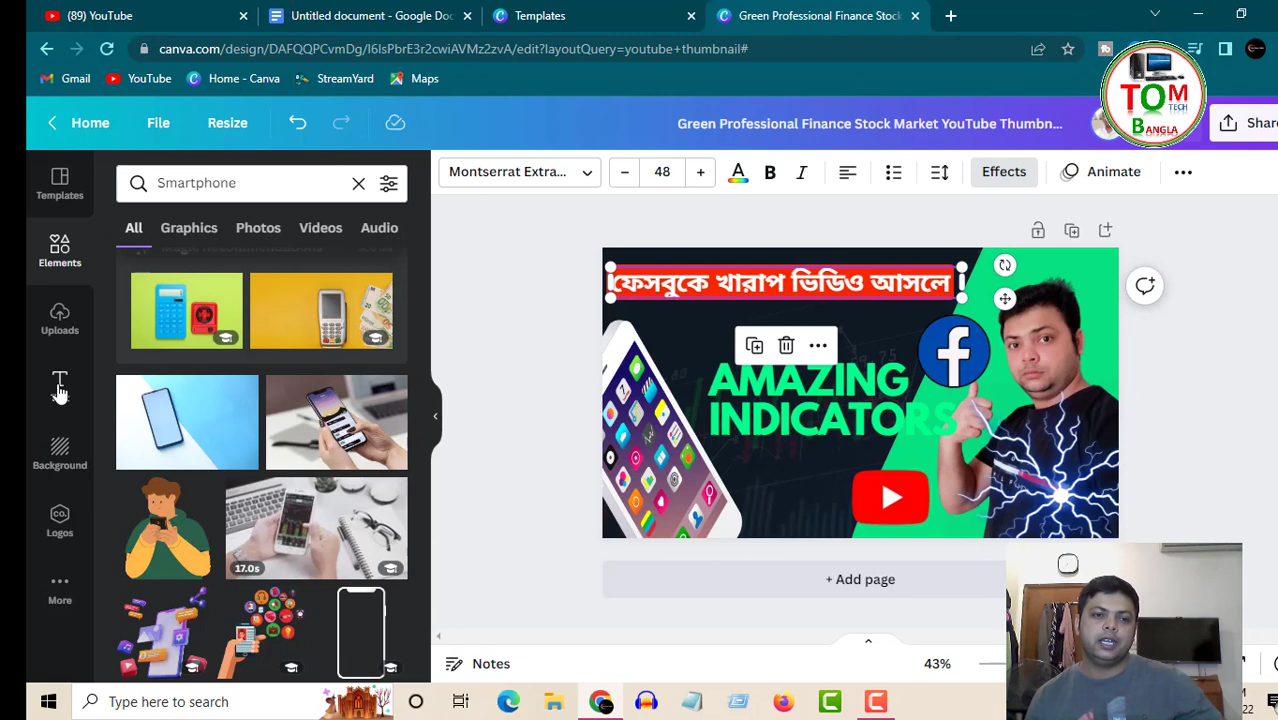 (89) YouTube
Untitled document - Google Doc
Templates
Green Professional Finance Stock
canva.com/design/DAFQQPCvmDg/I6IsPbrE3r2cwiAVMz2zvA/edit?layoutQuery=youtube+thumbnail#
Gmail
YouTube
Home - Canva
StreamYard
Maps
TOM
TECH
BANGLA
Home
File
Resize
Green Professional Finance Stock Market YouTube Thumbn...
Share
Templates
Smartphone
Montserrat Extra...
48
A
B
I
Effects
Animate
All
Graphics
Photos
Videos
Audio
Elements
Uploads
T
Background
CO.
Logos
More
17.0s
ফেসবুকে খারাপ ভিডিও আসলে
AMAZING
INDICATORS
+ Add page
Notes
43%
Type here to search
22